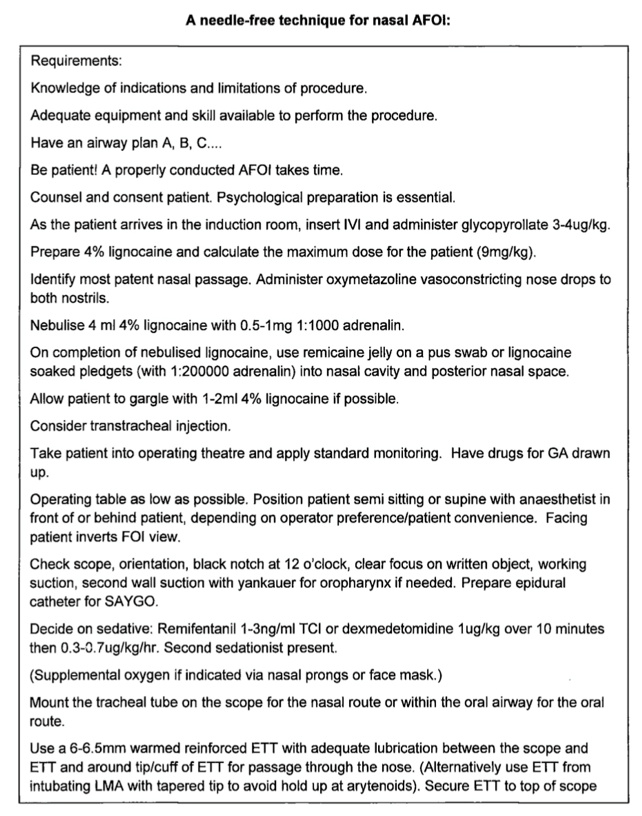 A needle-free technique for nasal AFOI:
Requirements:
Knowledge of indications and limitations of procedure.
Adequate equipment and skill available to perform the procedure.
Have an airway plan A, B, C....
Be patient! A properly conducted AFOI takes time.
Counsel and consent patient. Psychological preparation is essential.
As the patient arrives in the induction room, insert IVI and administer glycopyrollate 3-4ug/kg.
Prepare 4% lignocaine and calculate the maximum dose for the patient (9mg/kg).
Identify most patent nasal passage. Administer oxymetazoline vasoconstricting nose drops to
both nostrils.
Nebulise 4 ml 4% lignocaine with 0.5-1mg 1:1000 adrenalin.
On completion of nebulised lignocaine, use remicaine jelly on a pus swab or lignocaine
soaked pledgets (with 1:200000 adrenalin) into nasal cavity and posterior nasal space.
Allow patient to gargle with 1-2ml 4% lignocaine if possible.
Consider transtracheal injection.
Take patient into operating theatre and apply standard monitoring. Have drugs for GA drawn
up.
Operating table as low as possible. Position patient semi sitting or supine with anaesthetist in
front of or behind patient, depending on operator preference/patient convenience. Facing
patient inverts FOI view.
Check scope, orientation, black notch at 12 o'clock, clear focus on written object, working
suction, second wall suction with yankauer for oropharynx if needed. Prepare epidural
catheter for SAYGO.
Decide on sedative: Remifentanil 1-3ng/ml TCI or dexmedetomidine 1ug/kg over 10 minutes
then 0.3-0.7ug/kg/hr. Second sedationist present.
(Supplemental oxygen if indicated via nasal prongs or face mask.)
Mount the tracheal tube on the scope for the nasal route or within the oral airway for the oral
route.
Use a 6-6.5mm warmed reinforced ETT with adequate lubrication between the scope and
ETT and around tip/cuff of ETT for passage through the nose. (Alternatively use ETT from
intubating LMA with tapered tip to avoid hold up at arytenoids). Secure ETT to top of scope